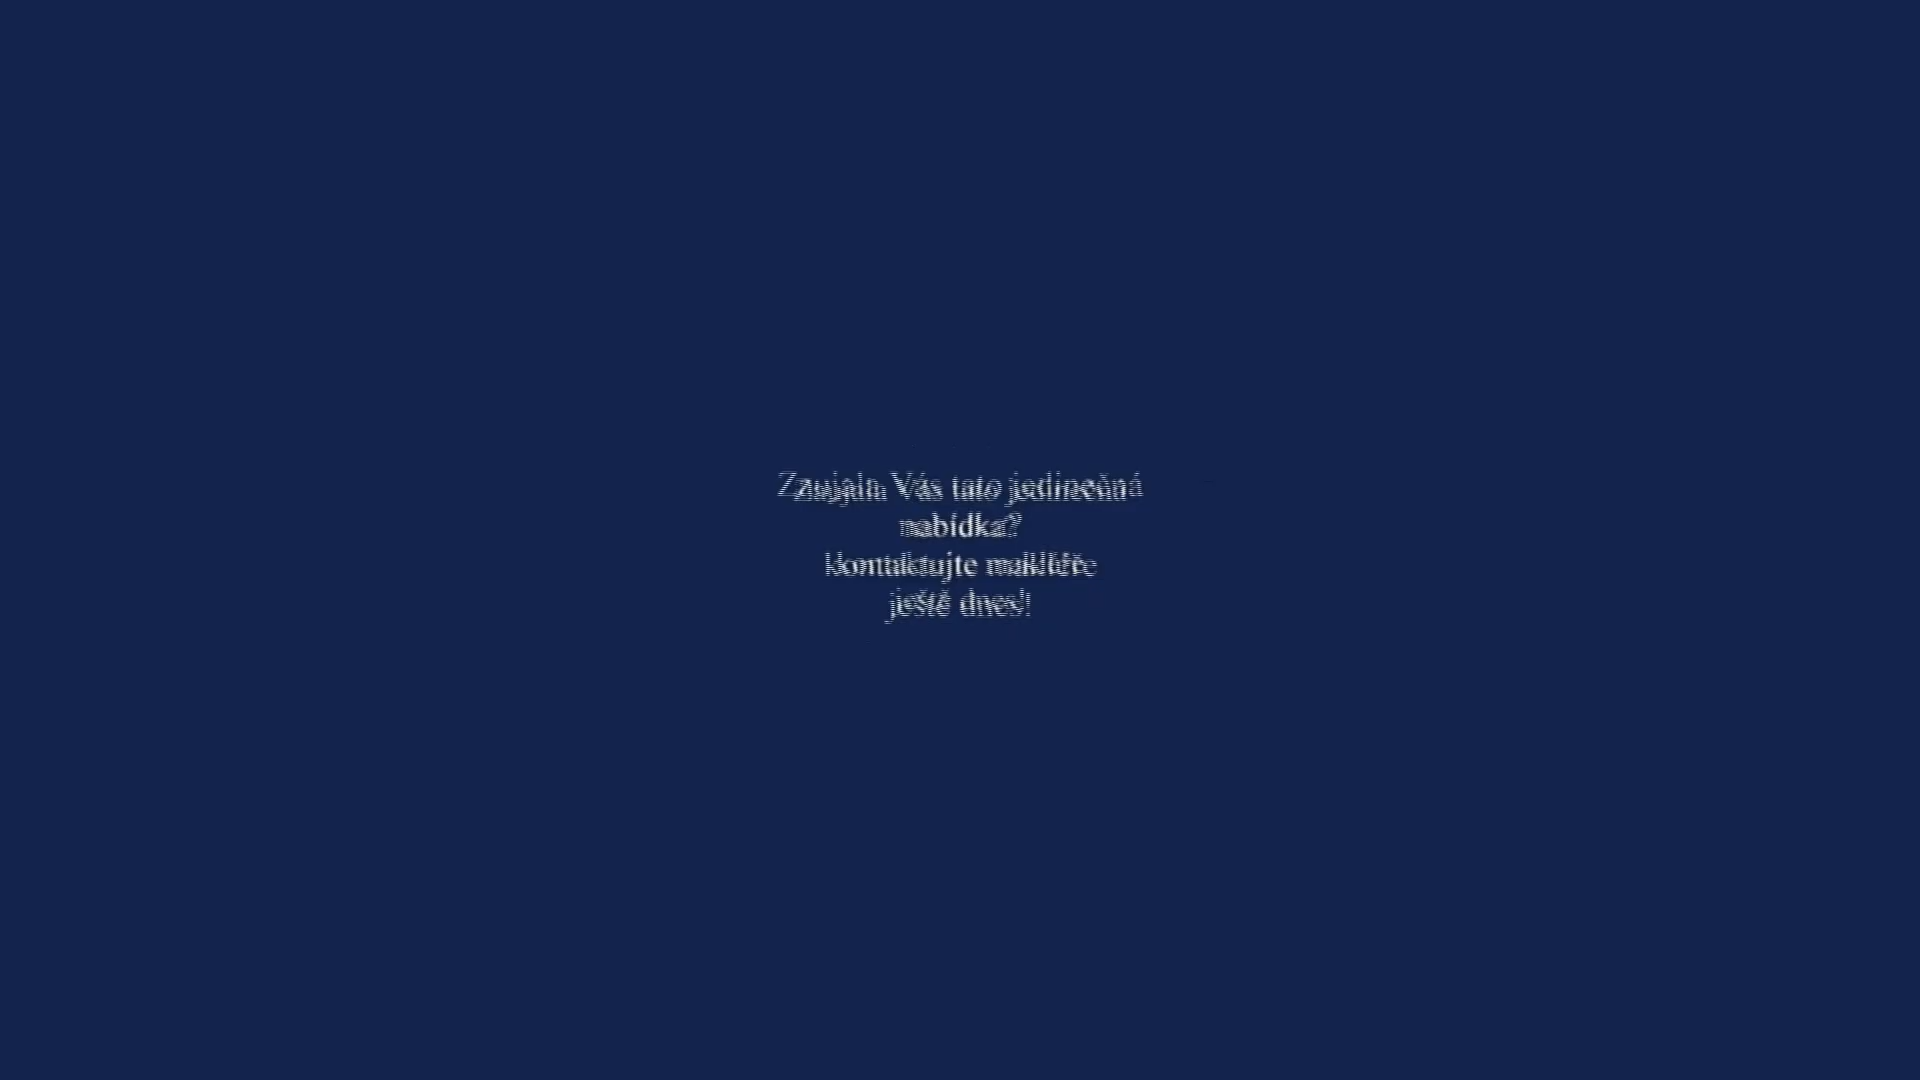 Zaujala Vás tato jedinečná
nabídka?
kontaktujte makléře
ještě dnes!